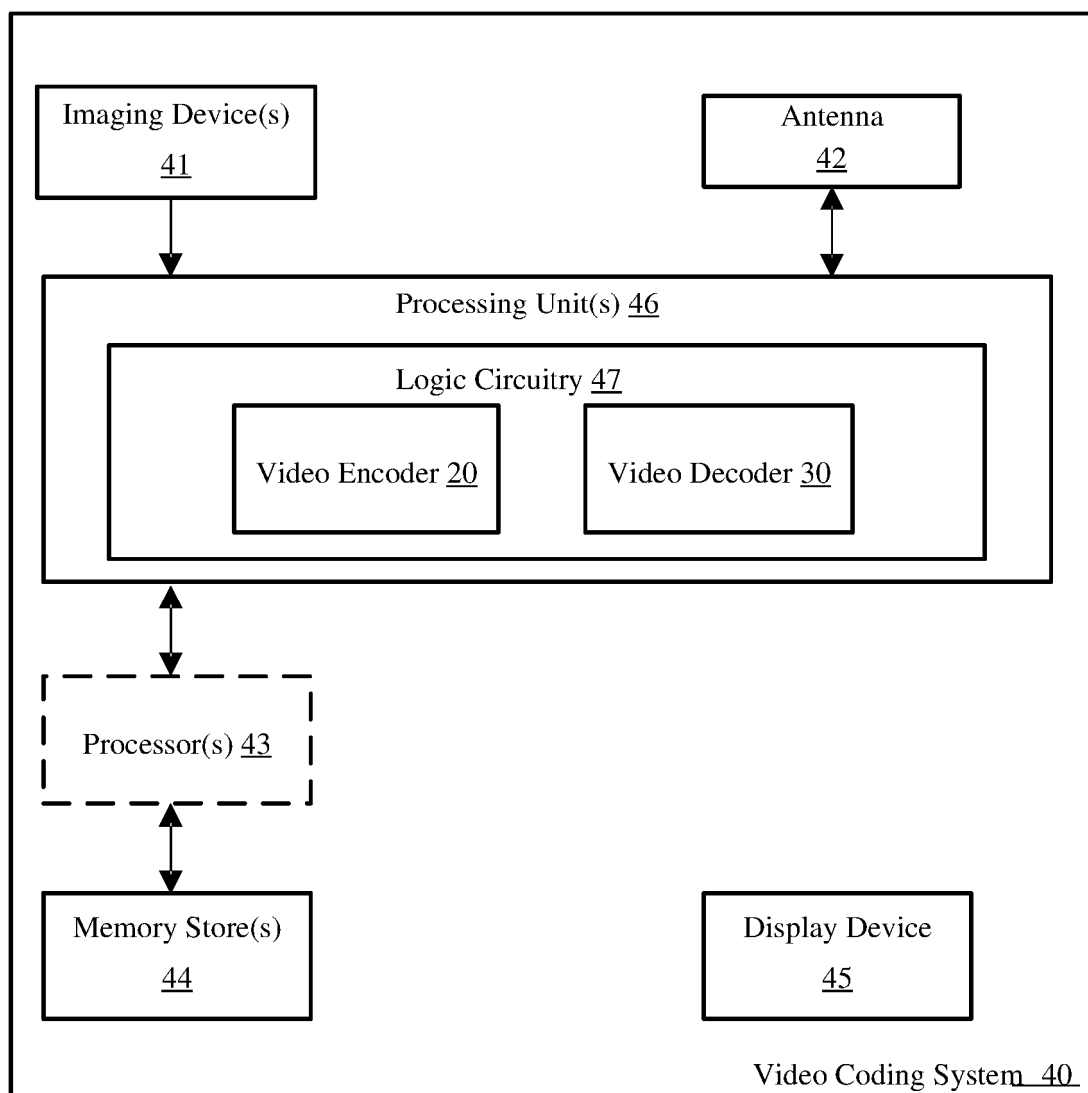 Imaging Device(s)
41
Antenna
42
Processing Unit(s) 46
Logic Circuitry 47
Video Encoder 20
Video Decoder 30
Processor(s) 43
Memory Store(s)
44
Display Device
45
Video Coding System 40